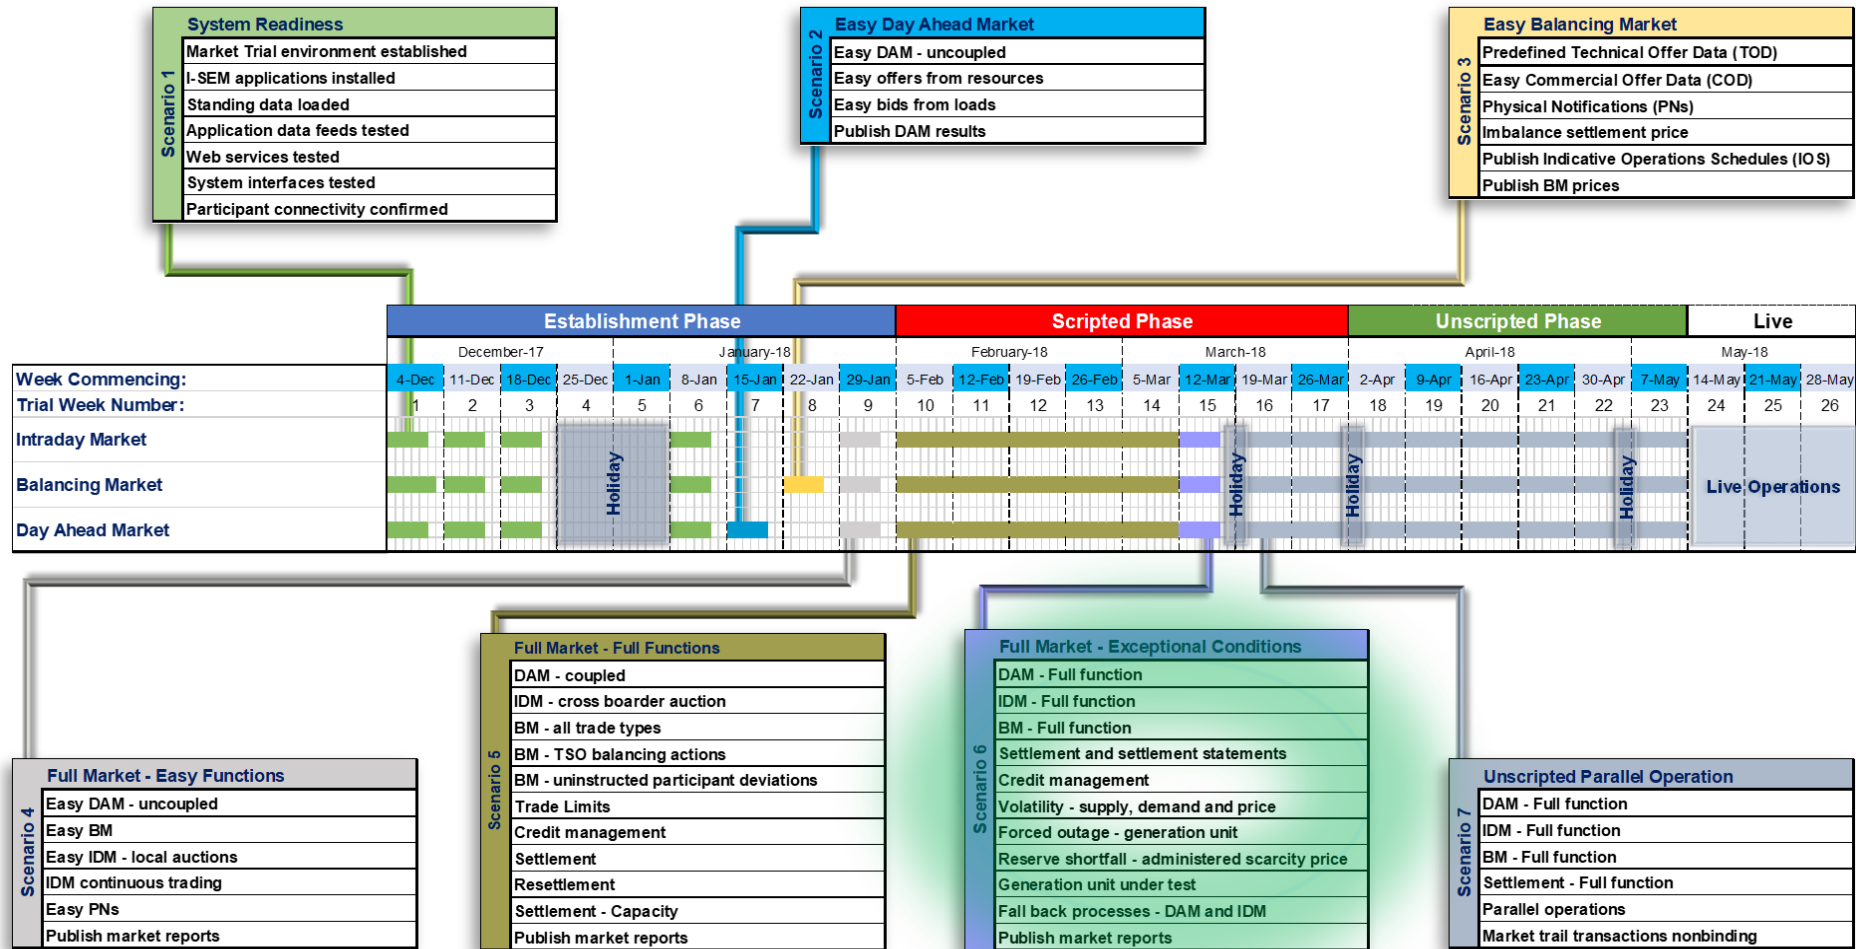 Scenario 1
System Readiness
Market Trial environment established
I-SEM applications installed
Standing data loaded
Application data feeds tested
Web services tested
System interfaces tested
Participant connectivity confirmed
Scenario 2
Easy Day Ahead Market
Easy DAM - uncoupled
Easy offers from resources
Easy bids from loads
Publish DAM results
Scenario 3
Easy Balancing Market
Predefined Technical Offer Data (TOD)
Easy Commercial Offer Data (COD)
Physical Notifications (PNs)
Imbalance settlement price
Publish Indicative Operations Schedules (IOS)
Publish BM prices
Establishment Phase Scripted Phase Unscripted Phase Live
December-17 January-18 February-18 March-18 April-18 May-18
Week Commencing: 4-Dec 11-Dec 18-Dec 25-Dec 1-Jan 8-Jan 15-Jan 22-Jan 29-Jan 5-Feb 12-Feb 19-Feb 26-Feb 5-Mar 12-Mar 19-Mar 26-Mar 2-Apr 9-Apr 16-Apr 23-Apr 30-Apr 7-May 14-May 21-May 28-May
Trial Week Number: 1 2 3 4 5 6 7 8 9 10 11 12 13 14 15 16 17 18 19 20 21 22 23 24 25 26
Intraday Market
Balancing Market
Day Ahead Market
Holiday
Holiday
Holiday
Holiday
Live Operations
Scenario 4
Full Market - Easy Functions
Easy DAM - uncoupled
Easy BM
Easy IDM - local auctions
IDM continuous trading
Easy PNs
Publish market reports
Scenario 5
Full Market - Full Functions
DAM - coupled
IDM - cross boarder auction
BM - all trade types
BM - TSO balancing actions
BM - uninstructed participant deviations
Trade Limits
Credit management
Settlement
Resettlement
Settlement - Capacity
Publish market reports
Scenario 6
Full Market - Exceptional Conditions
DAM - Full function
IDM - Full function
BM - Full function
Settlement and settlement statements
Credit management
Volatility - supply, demand and price
Forced outage - generation unit
Reserve shortfall - administered scarcity price
Generation unit under test
Fall back processes - DAM and IDM
Publish market reports
Scenario 7
Unscripted Parallel Operation
DAM - Full function
IDM - Full function
BM - Full function
Settlement - Full function
Parallel operations
Market trail transactions nonbinding